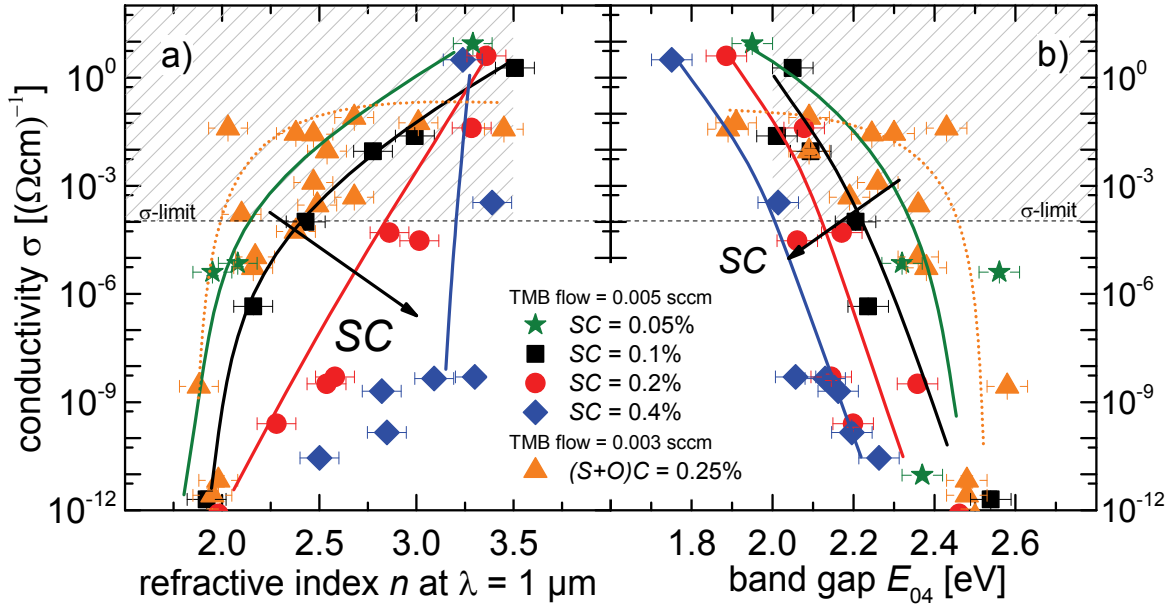 a)
b)
10⁰
10⁻³
10⁻⁶
10⁻⁹
10⁻¹²
conductivity σ [(Ωcm)⁻¹]
σ-limit
SC
2.0 2.5 3.0 3.5
refractive index n at λ = 1 µm
TMB flow = 0.005 sccm
SC = 0.05%
SC = 0.1%
SC = 0.2%
SC = 0.4%
TMB flow = 0.003 sccm
(S+O)C = 0.25%
σ-limit
SC
10⁰
10⁻³
10⁻⁶
10⁻⁹
10⁻¹²
1.8 2.0 2.2 2.4 2.6
band gap E₀₄ [eV]